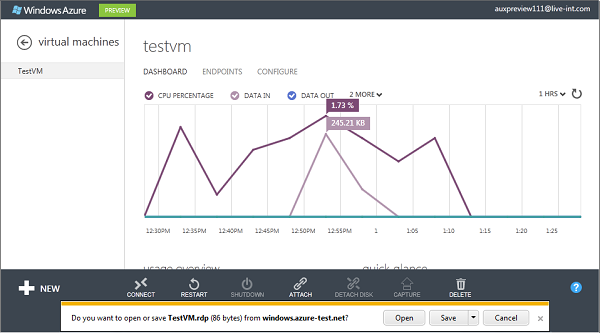 Windows Azure PREVIEW auxpreview111@live-int.com
virtual machines
TestVM
testvm
DASHBOARD ENDPOINTS CONFIGURE
CPU PERCENTAGE DATA IN DATA OUT 2 MORE 1 HRS
1.73 %
245.21 KB
12:30PM 12:35PM 12:40PM 12:45PM 12:50PM 12:55PM 1 1:05 1:10 1:15 1:20 1:25
usage overview quick glance
NEW CONNECT RESTART SHUTDOWN ATTACH DETACH DISK CAPTURE DELETE ?
Do you want to open or save TestVM.rdp (86 bytes) from windows.azure-test.net? Open Save Cancel ×